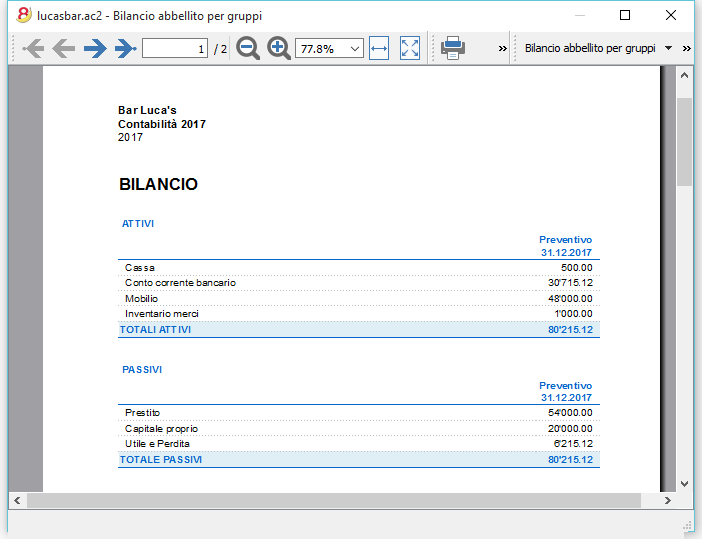 lucasbar.ac2 - Bilancio abbellito per gruppi
1 / 2 77.8% » Bilancio abbellito per gruppi »
Bar Luca's
Contabilità 2017
2017
BILANCIO
ATTIVI
Preventivo
31.12.2017
Cassa 500.00
Conto corrente bancario 30'715.12
Mobilio 48'000.00
Inventario merci 1'000.00
TOTALI ATTIVI 80'215.12
PASSIVI
Preventivo
31.12.2017
Prestito 54'000.00
Capitale proprio 20'000.00
Utile e Perdita 6'215.12
TOTALE PASSIVI 80'215.12